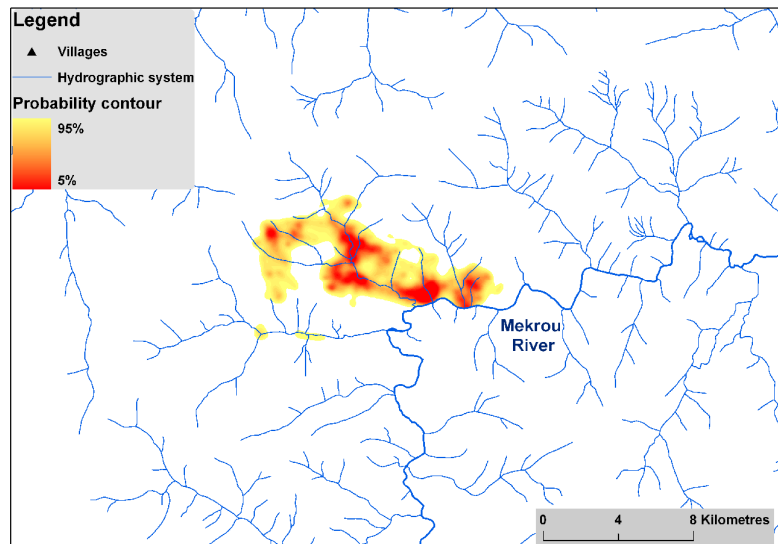 Legend
Villages
Hydrographic system
Probability contour
95%
5%
Mekrou
River
0 4 8 Kilometres